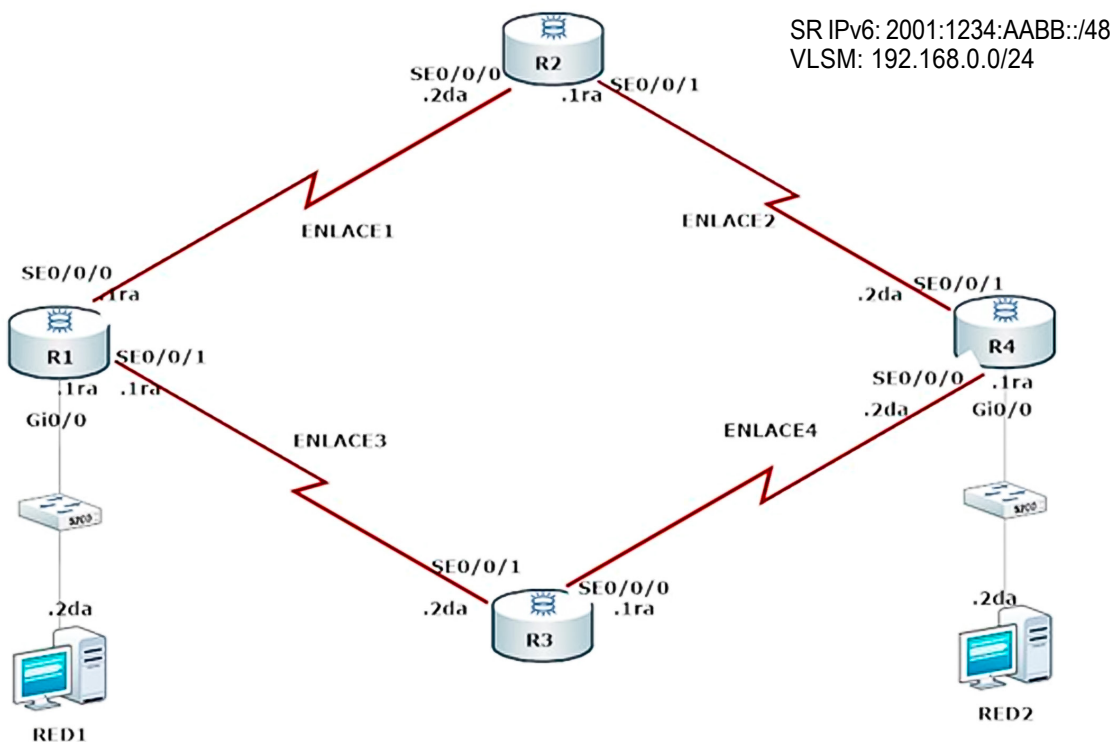 SR IPv6: 2001:1234:AABB::/48
VLSM: 192.168.0.0/24
R2
SE0/0/0
.2da
.1ra
SE0/0/1
ENLACE1
ENLACE2
SE0/0/0
.1ra
SE0/0/1
.2da
R1
SE0/0/1
.1ra
.1ra
Gi0/0
R4
SE0/0/0
.1ra
.2da
Gi0/0
ENLACE3
ENLACE4
SE0/0/1
.2da
SE0/0/0
.1ra
R3
.2da
RED1
.2da
RED2